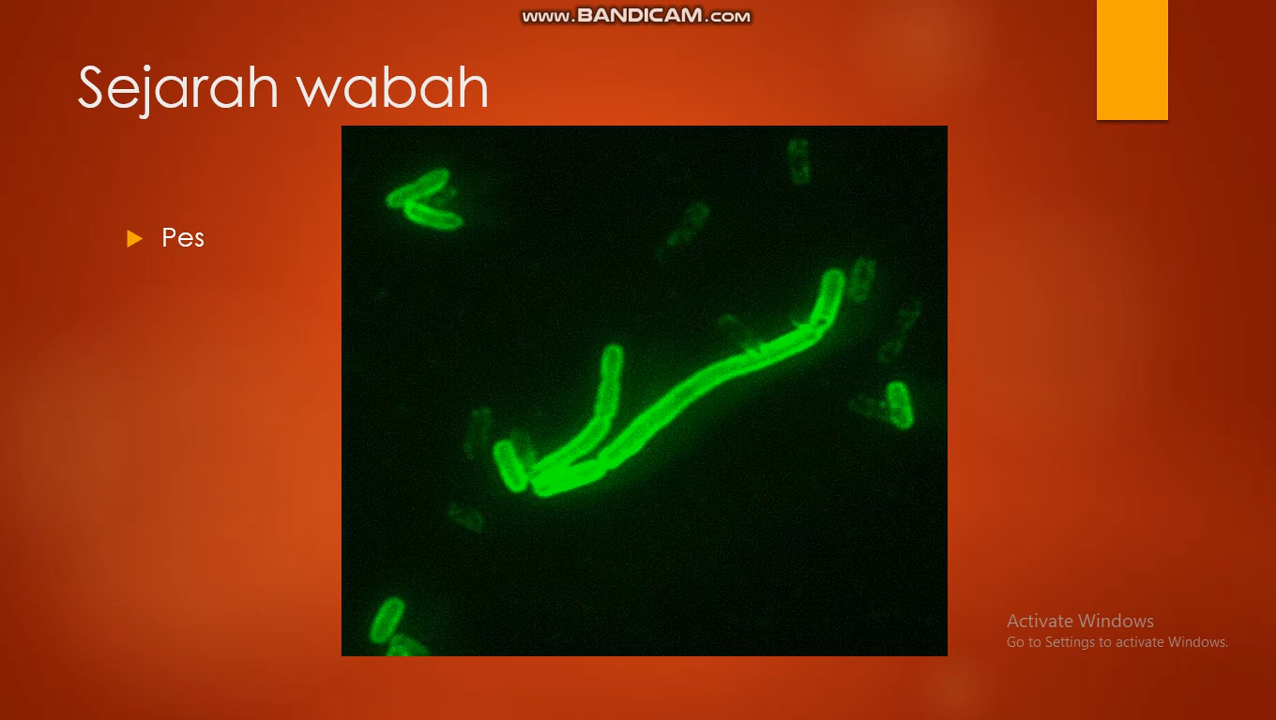 www.BANDICAM.com
Sejarah wabah
Pes
Activate Windows
Go to Settings to activate Windows.